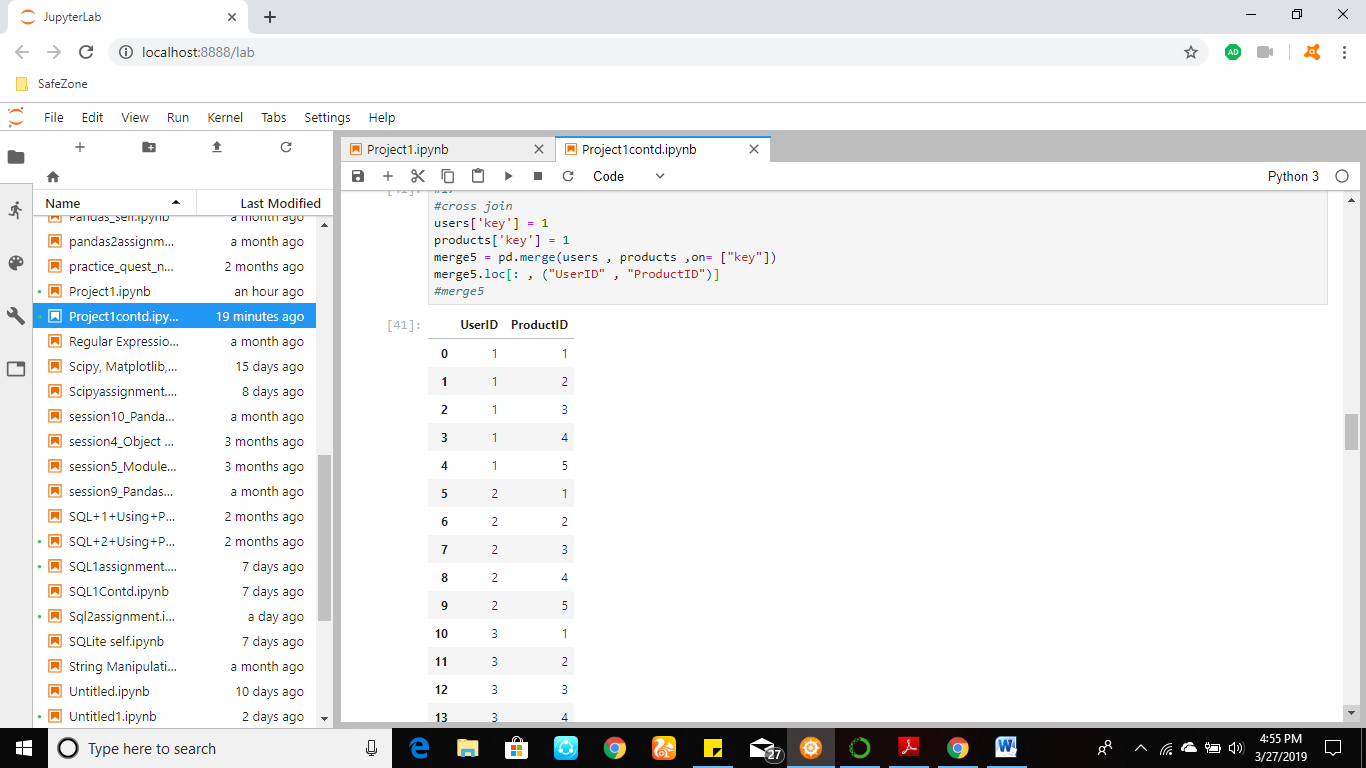 JupyterLab
localhost:8888/lab
AD
SafeZone
File Edit View Run Kernel Tabs Settings Help
Project1.ipynb
Project1contd.ipynb
Code
Python 3
Name Last Modified
Pandas_self.ipynb a month ago
pandas2assignm... a month ago
practice_quest_n... 2 months ago
Project1.ipynb an hour ago
Project1contd.ipy... 19 minutes ago
Regular Expressio... a month ago
Scipy, Matplotlib,... 15 days ago
Scipyassignment.... 8 days ago
session10_Panda... a month ago
session4_Object ... 3 months ago
session5_Module... 3 months ago
session9_Pandas... a month ago
SQL+1+Using+P... 2 months ago
SQL+2+Using+P... 2 months ago
SQL1assignment.... 7 days ago
SQL1Contd.ipynb 7 days ago
Sql2assignment.i... a day ago
SQLite self.ipynb 7 days ago
String Manipulati... a month ago
Untitled.ipynb 10 days ago
Untitled1.ipynb 2 days ago
#cross join
users['key'] = 1
products['key'] = 1
merge5 = pd.merge(users , products ,on= ["key"])
merge5.loc[: , ("UserID" , "ProductID")]
#merge5
[41]:
UserID ProductID
0 1 1
1 1 2
2 1 3
3 1 4
4 1 5
5 2 1
6 2 2
7 2 3
8 2 4
9 2 5
10 3 1
11 3 2
12 3 3
13 3 4
Type here to search
27
4:55 PM
3/27/2019